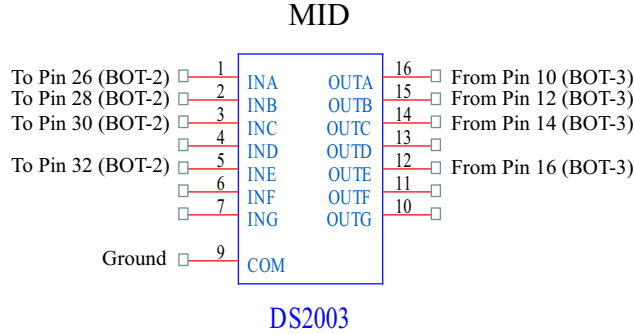 MID
1 16
To Pin 26 (BOT-2) INA OUTA From Pin 10 (BOT-3)
2 15
To Pin 28 (BOT-2) INB OUTB From Pin 12 (BOT-3)
3 14
To Pin 30 (BOT-2) INC OUTC From Pin 14 (BOT-3)
4 13
IND OUTD
5 12
To Pin 32 (BOT-2) INE OUTE From Pin 16 (BOT-3)
6 11
INF OUTF
7 10
ING OUTG
9
Ground COM
DS2003